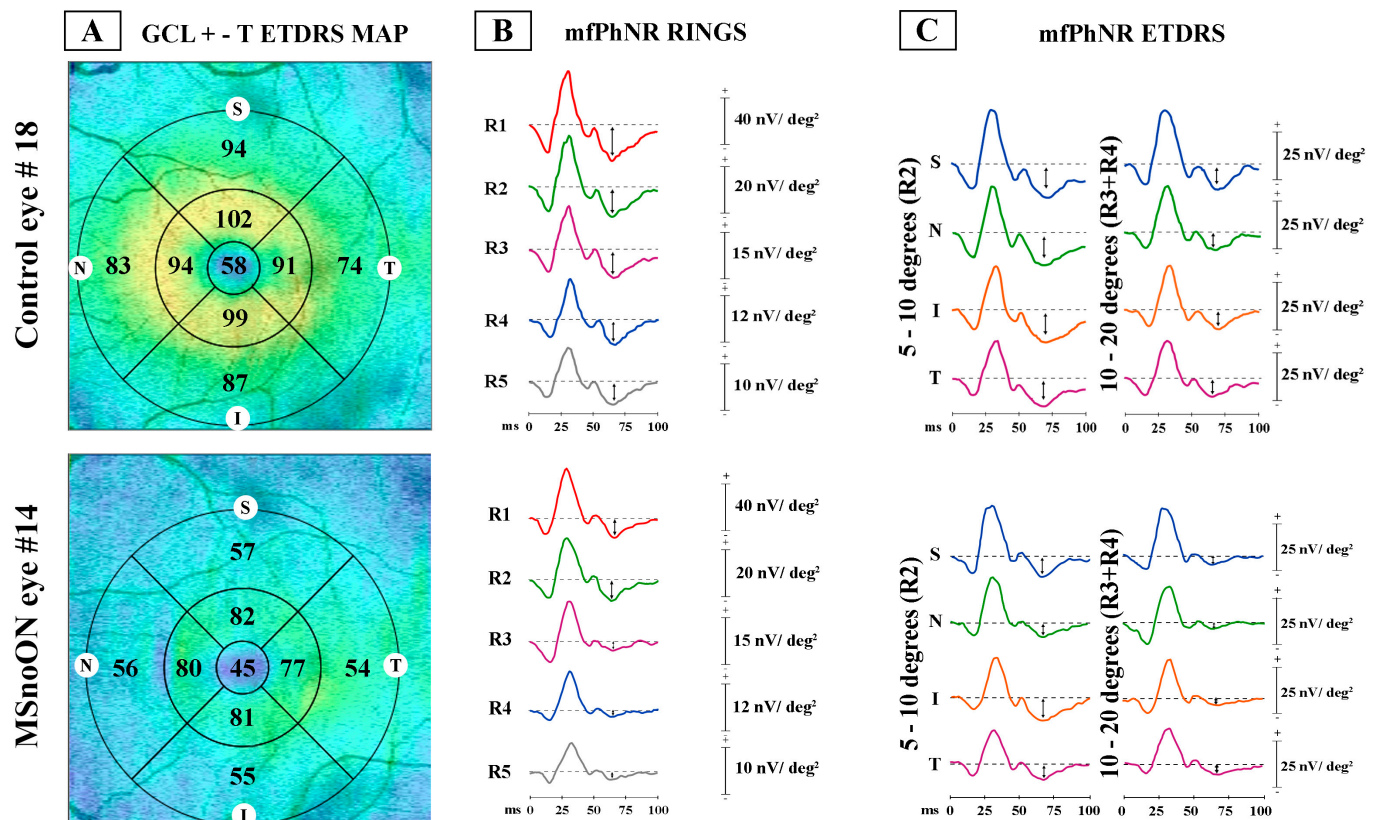 A GCL + - T ETDRS MAP
Control eye # 18
S
94
102
N 83 94 58 91 74 T
99
87
I
MSnoON eye #14
S
57
82
N 56 80 45 77 54 T
81
55
I
B mfPhNR RINGS
+
R1 40 nV/ deg²
-
+
R2 20 nV/ deg²
-
+
R3 15 nV/ deg²
-
+
R4 12 nV/ deg²
-
+
R5 10 nV/ deg²
-
ms 0 25 50 75 100
+
R1 40 nV/ deg²
-
+
R2 20 nV/ deg²
-
+
R3 15 nV/ deg²
-
+
R4 12 nV/ deg²
-
+
R5 10 nV/ deg²
-
ms 0 25 50 75 100
C mfPhNR ETDRS
5 - 10 degrees (R2)
10 - 20 degrees (R3+R4)
+
S 25 nV/ deg²
-
+
N 25 nV/ deg²
-
+
I 25 nV/ deg²
-
+
T 25 nV/ deg²
-
ms 0 25 50 75 100 0 25 50 75 100
5 - 10 degrees (R2)
10 - 20 degrees (R3+R4)
+
S 25 nV/ deg²
-
+
N 25 nV/ deg²
-
+
I 25 nV/ deg²
-
+
T 25 nV/ deg²
-
ms 0 25 50 75 100 0 25 50 75 100